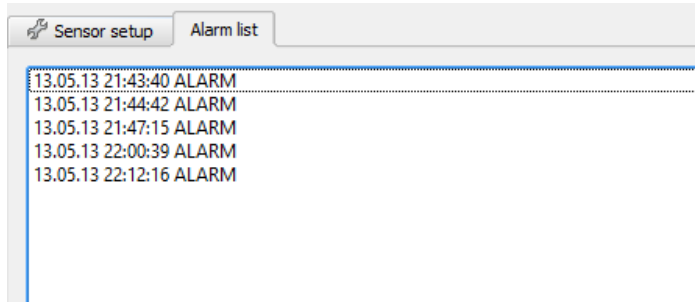 Sensor setup
Alarm list
13.05.13 21:43:40 ALARM
13.05.13 21:44:42 ALARM
13.05.13 21:47:15 ALARM
13.05.13 22:00:39 ALARM
13.05.13 22:12:16 ALARM